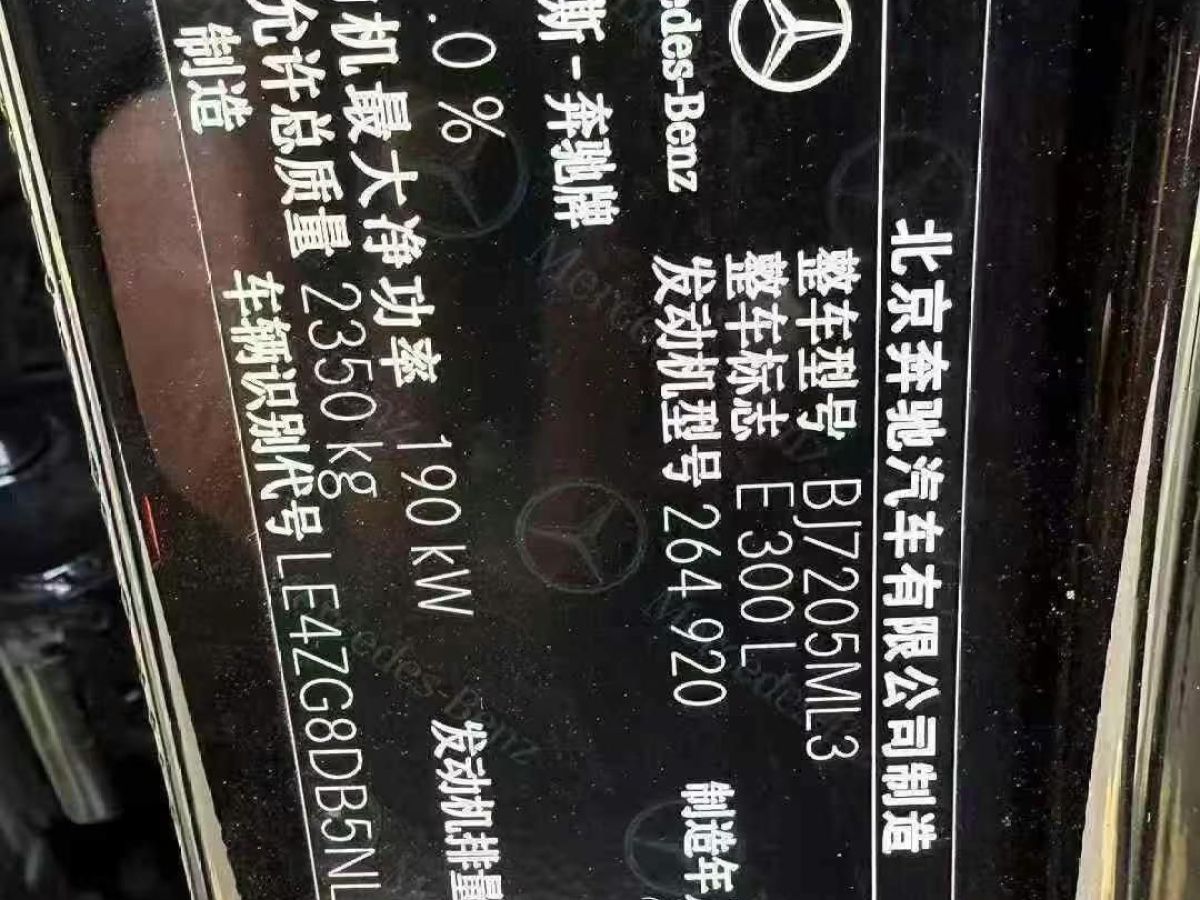 北京奔驰汽车有限公司制造
整车型号 BJ7205ML3
整车标志 E 300 L
发动机型号 264 920 制造年
edes-Benz
斯-奔驰牌
.0 %
机最大净功率 190 kW 发动机排量
允许总质量 2350 kg
制造
车辆识别代号 LE4ZG8DB5NL